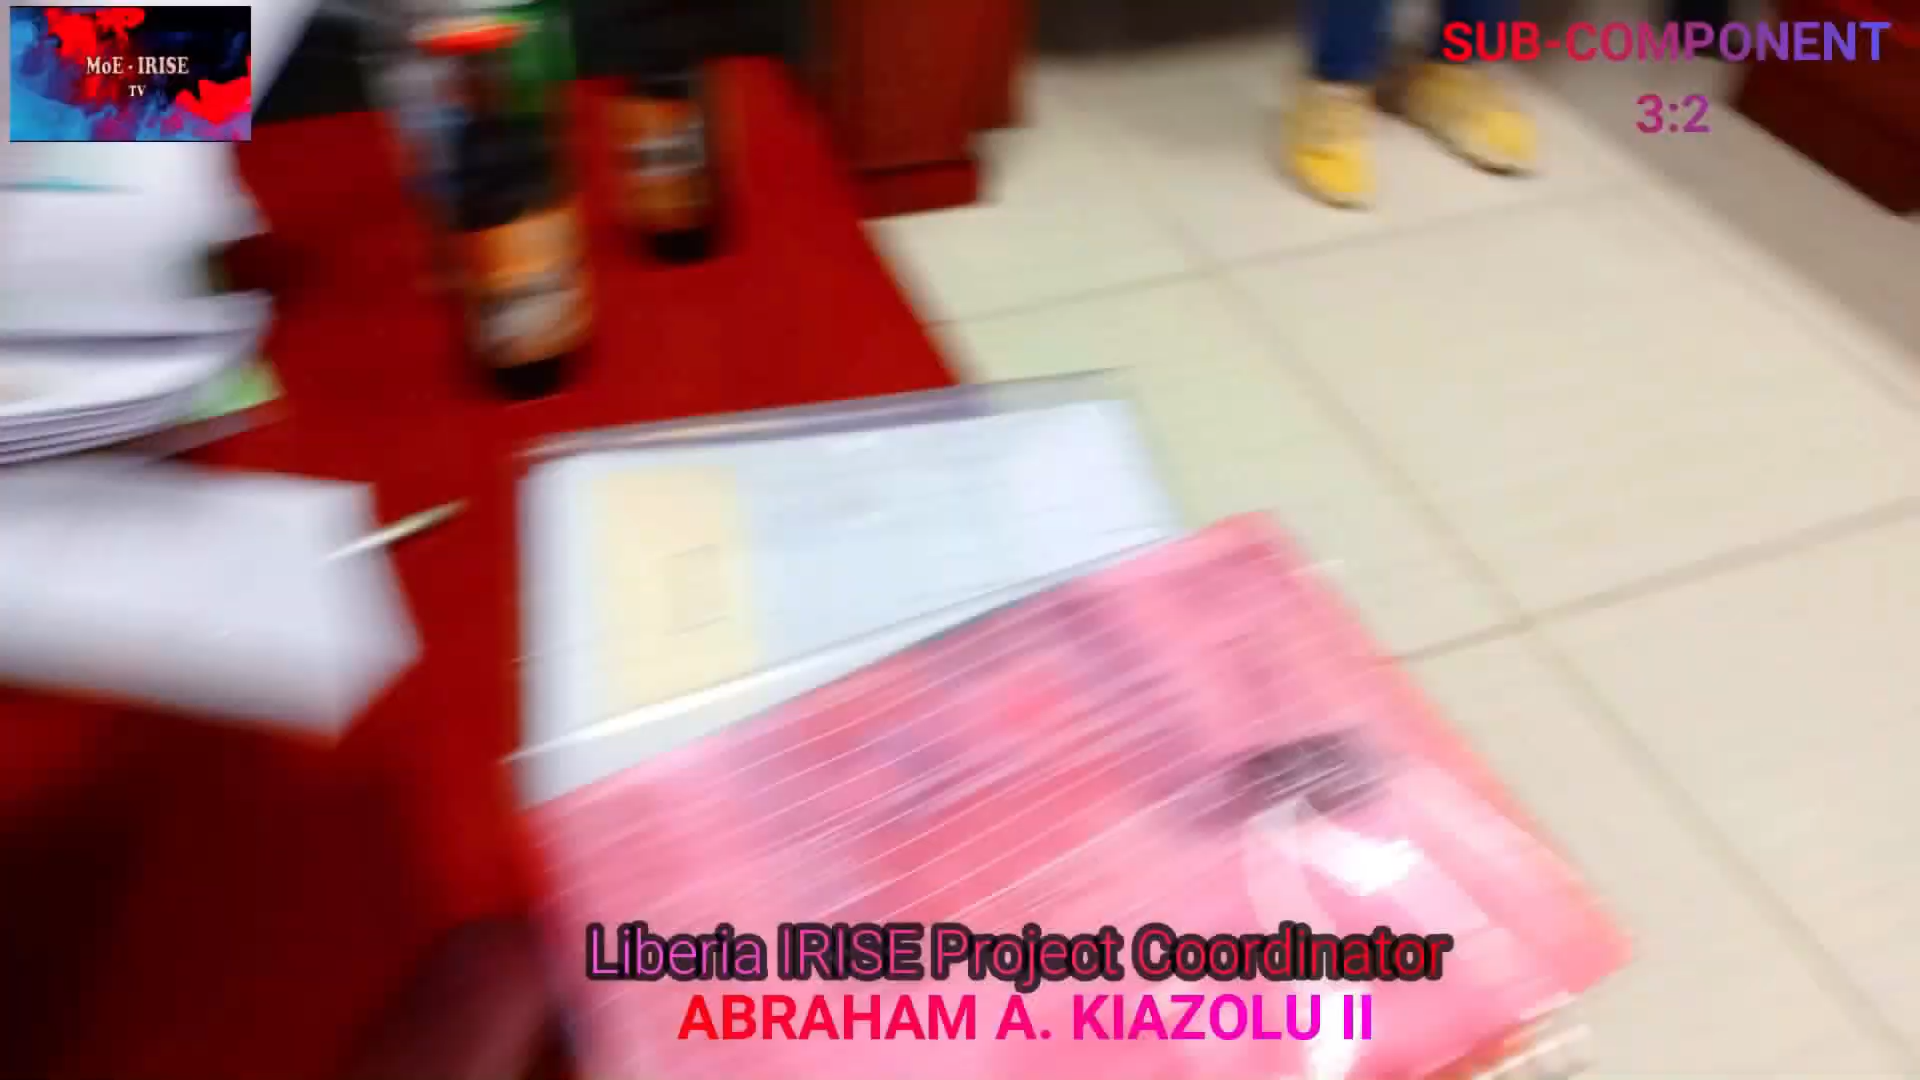 MoE - IRISE
TV
SUB-COMPONENT
3:2
Liberia IRISE Project Coordinator
ABRAHAM A. KIAZOLU II